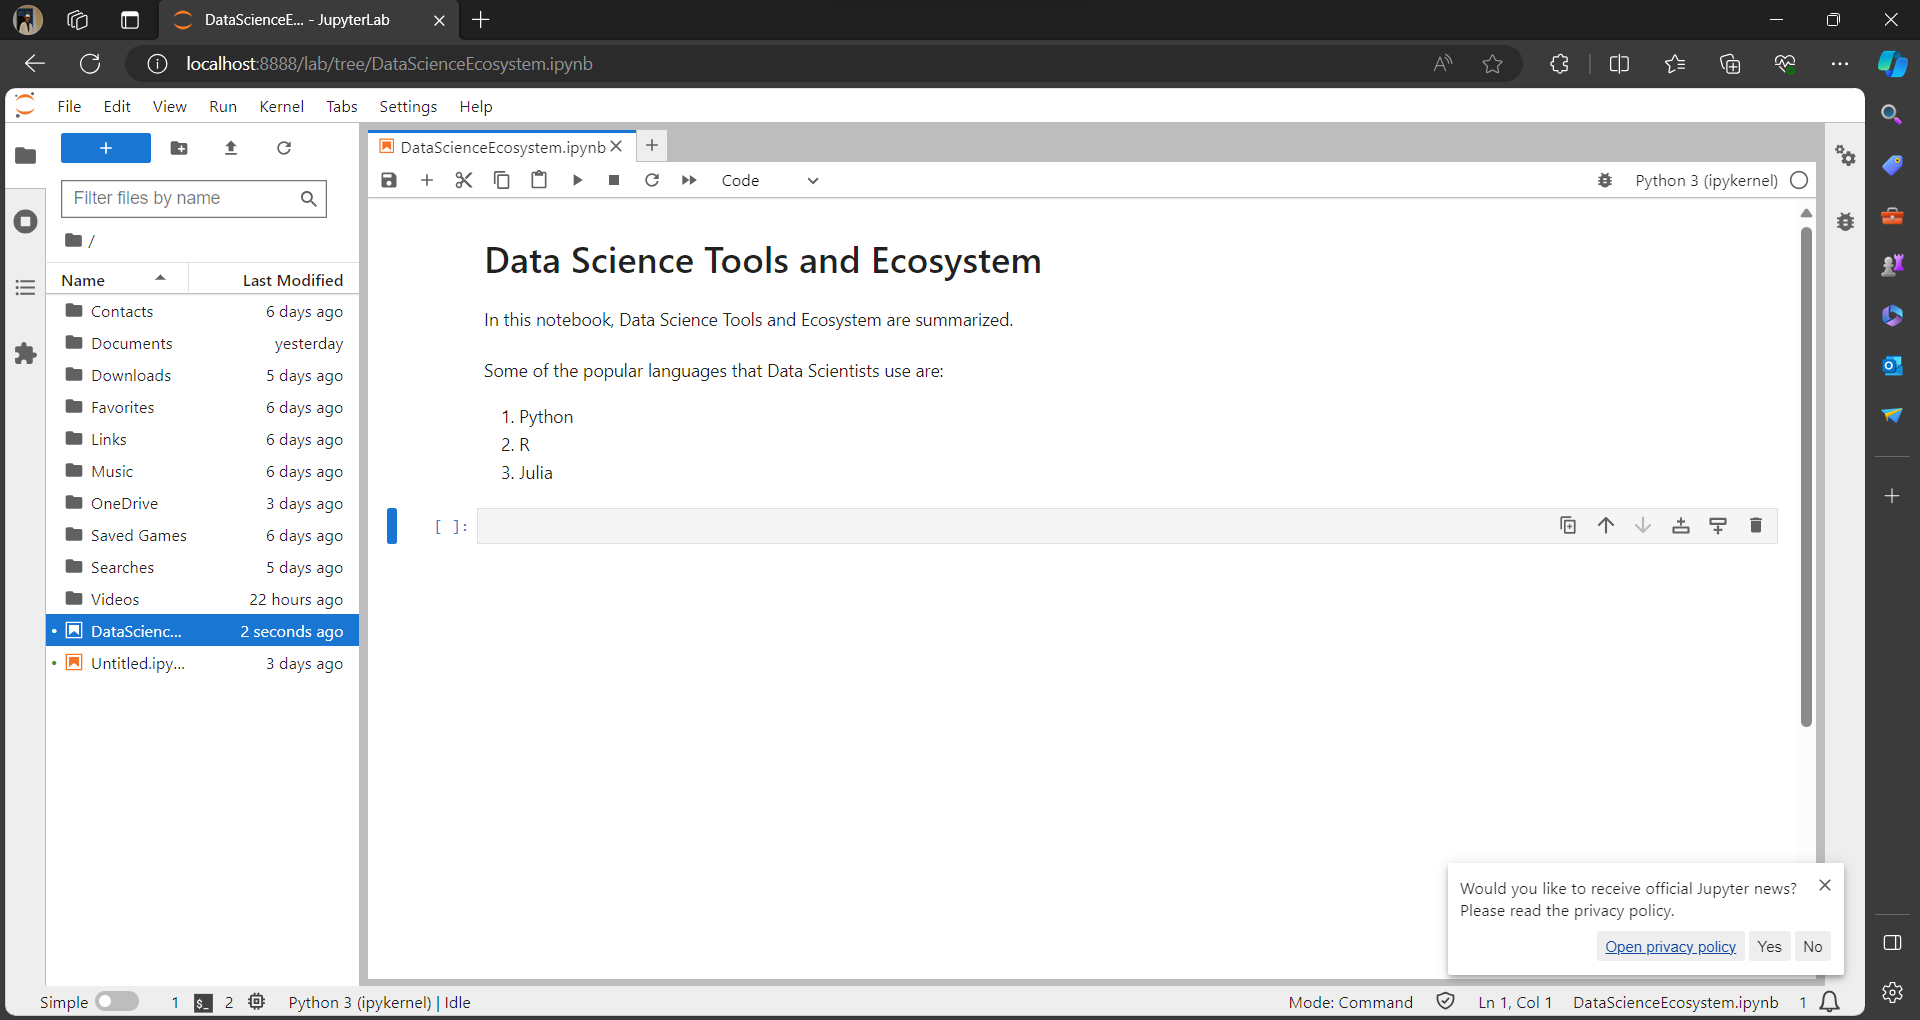 DataScienceE... - JupyterLab
localhost:8888/lab/tree/DataScienceEcosystem.ipynb
File Edit View Run Kernel Tabs Settings Help
DataScienceEcosystem.ipynb
Filter files by name
Code
Python 3 (ipykernel)
/
Name Last Modified
Contacts 6 days ago
Documents yesterday
Downloads 5 days ago
Favorites 6 days ago
Links 6 days ago
Music 6 days ago
OneDrive 3 days ago
Saved Games 6 days ago
Searches 5 days ago
Videos 22 hours ago
DataScienc... 2 seconds ago
Untitled.ipy... 3 days ago
Data Science Tools and Ecosystem
In this notebook, Data Science Tools and Ecosystem are summarized.
Some of the popular languages that Data Scientists use are:
1. Python
2. R
3. Julia
[ ]:
Would you like to receive official Jupyter news?
Please read the privacy policy.
Open privacy policy Yes No
Simple 1 $_ 2 Python 3 (ipykernel) | Idle Mode: Command Ln 1, Col 1 DataScienceEcosystem.ipynb 1